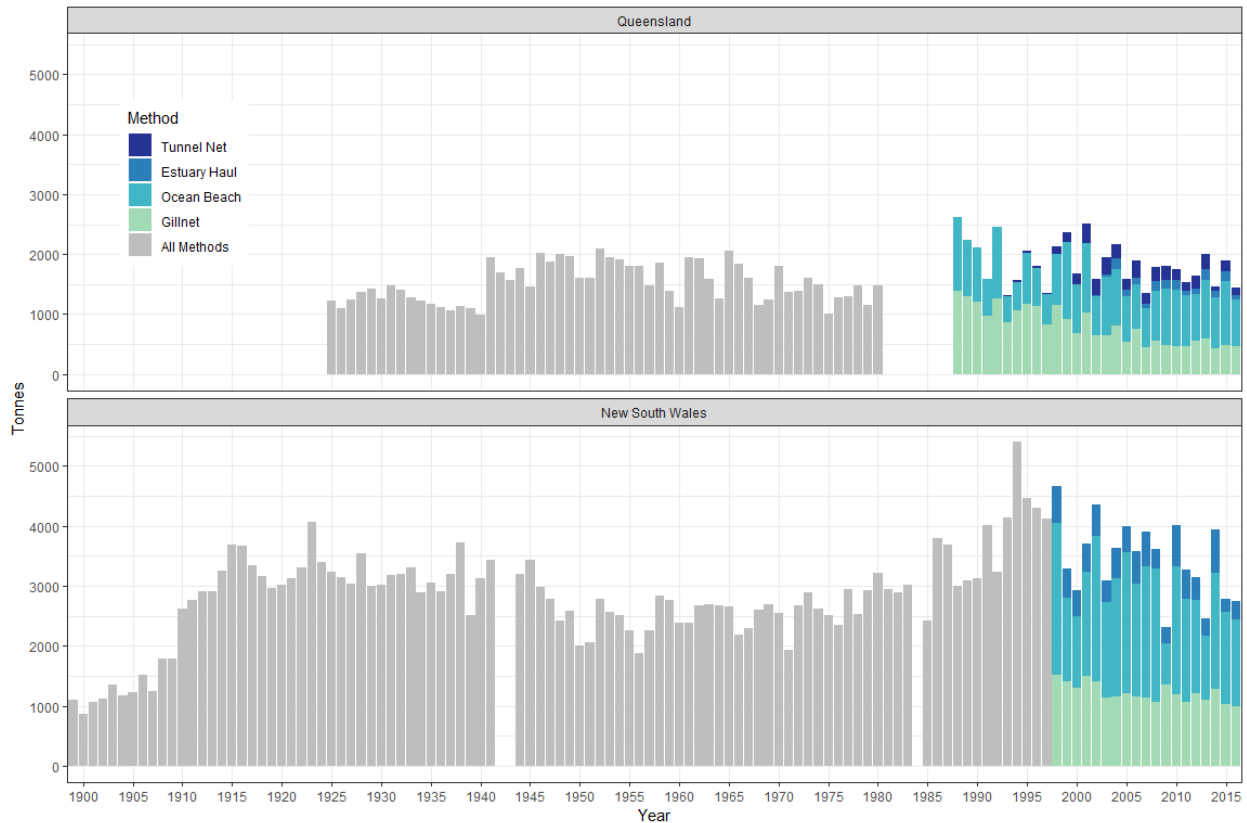 Queensland
5000
4000
3000
2000
1000
0
Method
Tunnel Net
Estuary Haul
Ocean Beach
Gillnet
All Methods
Tonnes
New South Wales
5000
4000
3000
2000
1000
0
1900 1905 1910 1915 1920 1925 1930 1935 1940 1945 1950 1955 1960 1965 1970 1975 1980 1985 1990 1995 2000 2005 2010 2015
Year